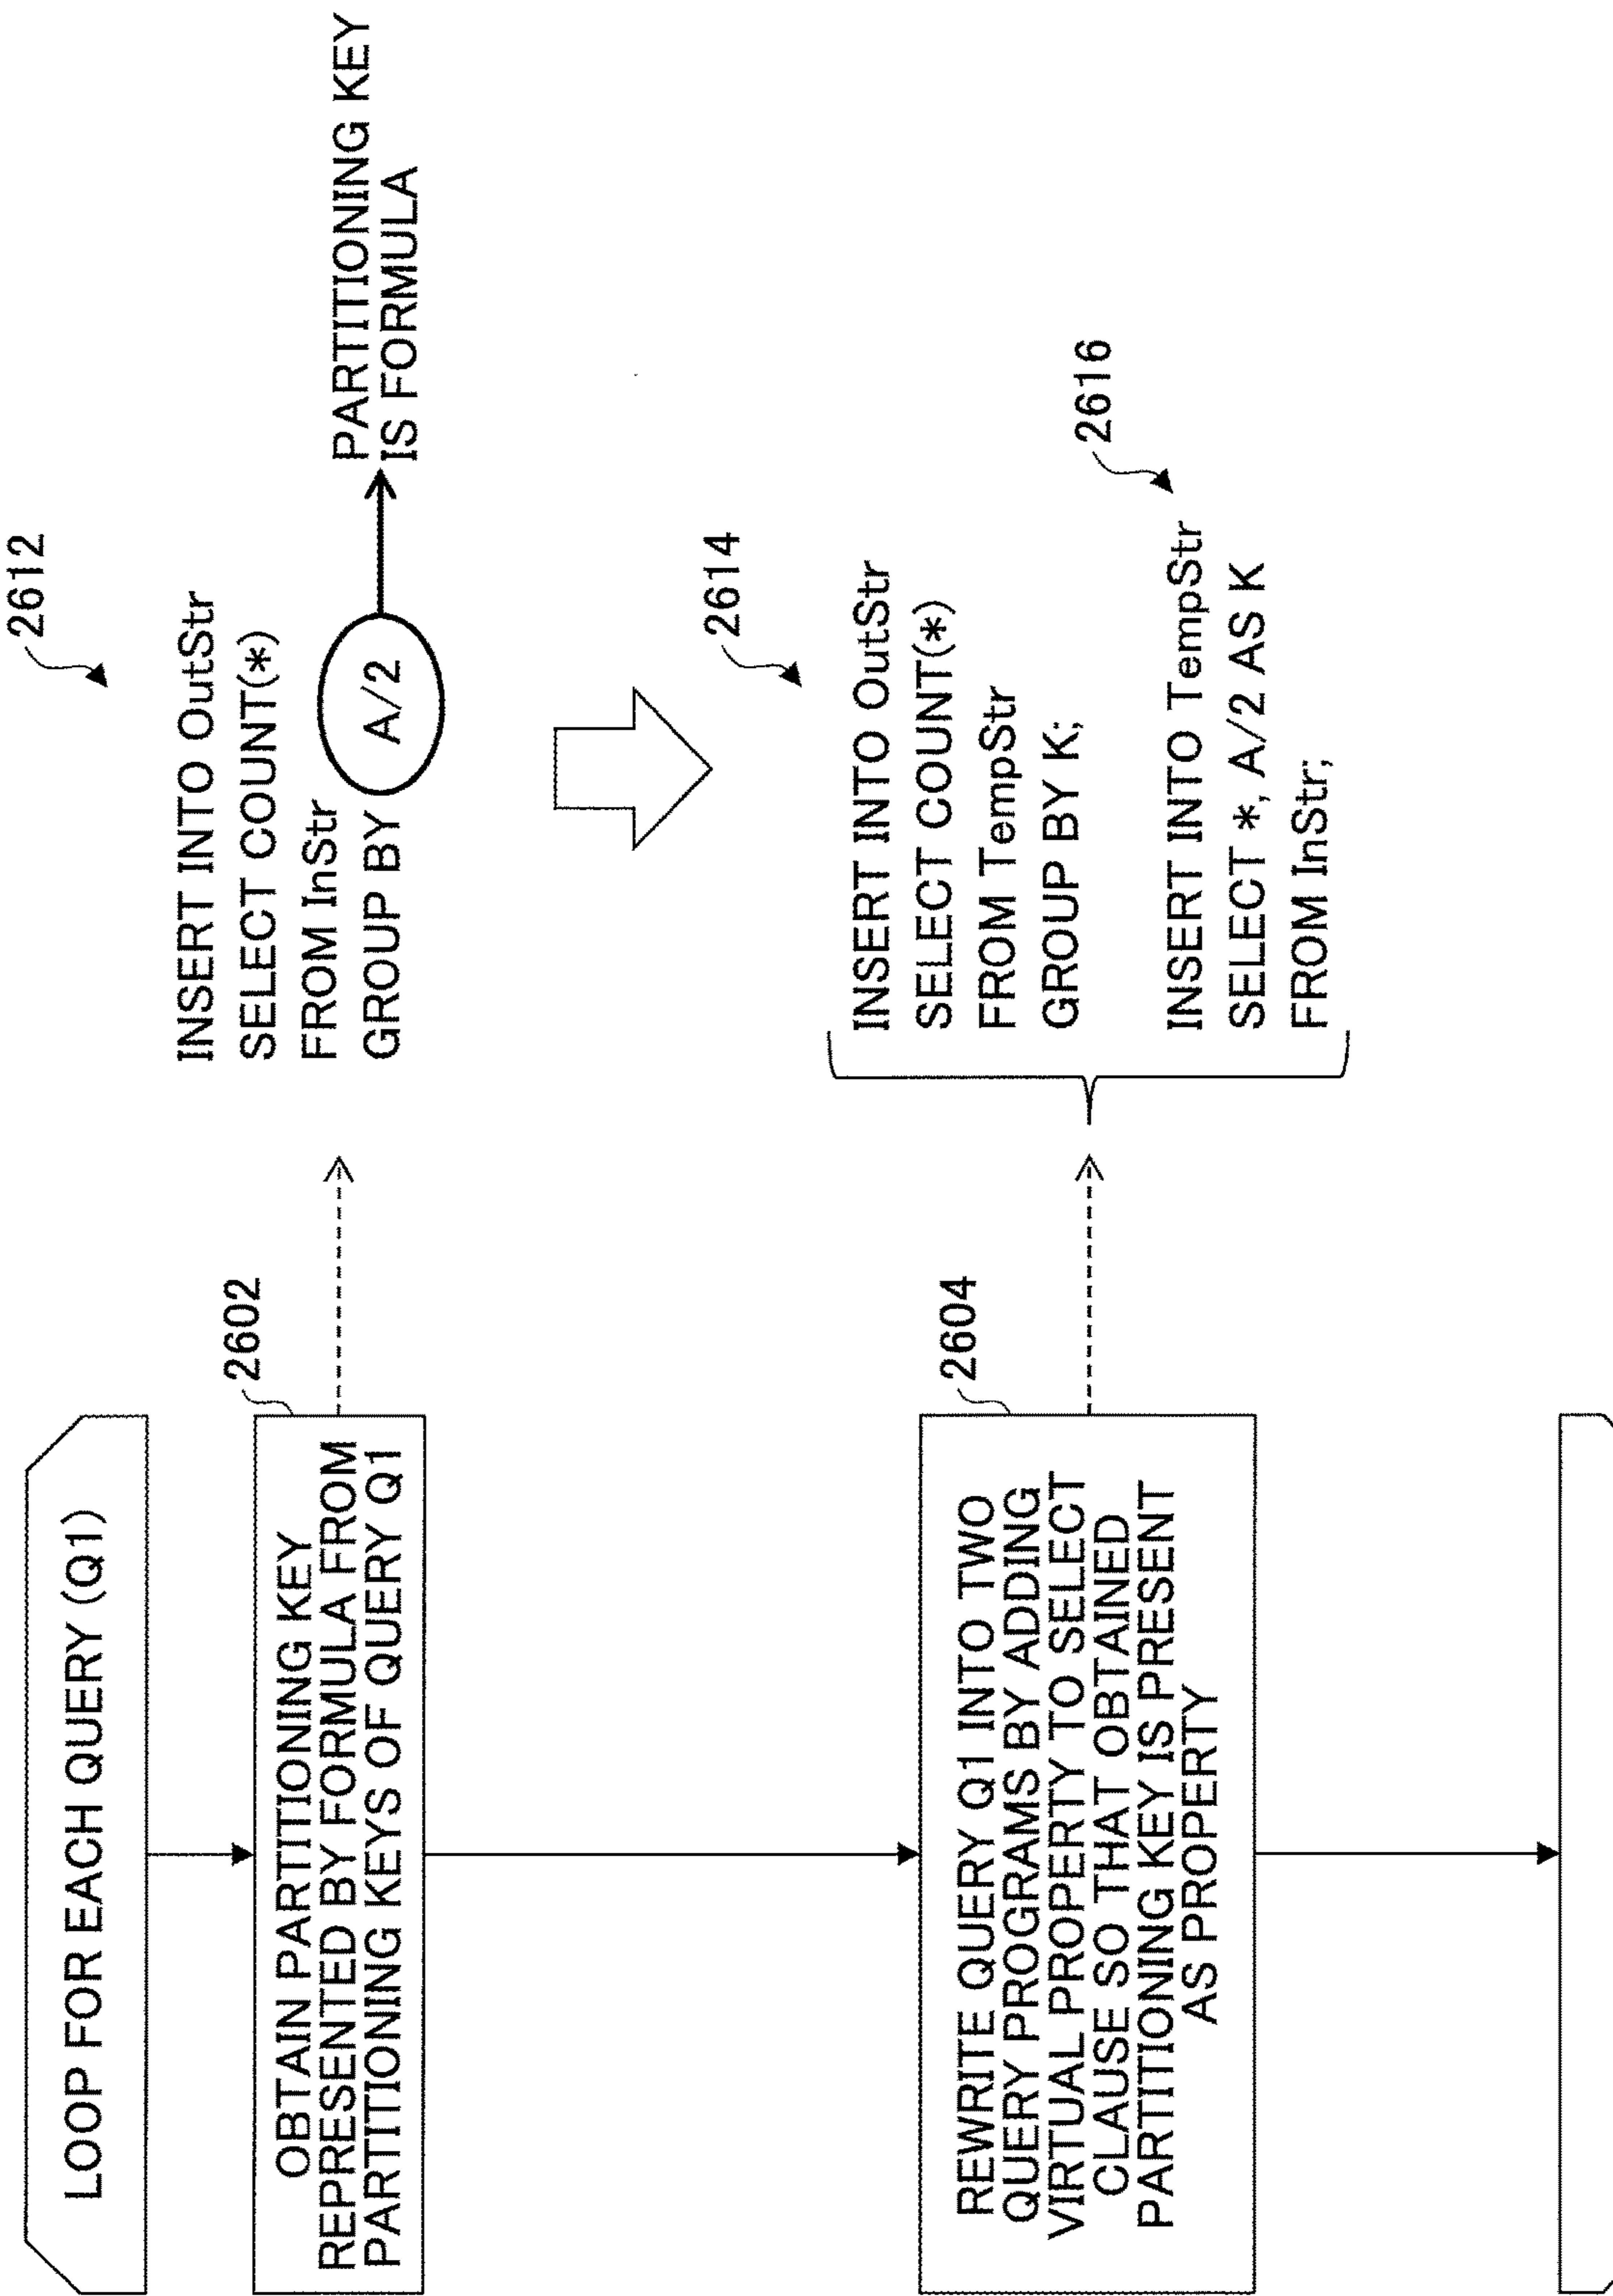 LOOP FOR EACH QUERY (Q1)
2602
OBTAIN PARTITIONING KEY
REPRESENTED BY FORMULA FROM
PARTITIONING KEYS OF QUERY Q1
2604
REWRITE QUERY Q1 INTO TWO
QUERY PROGRAMS BY ADDING
VIRTUAL PROPERTY TO SELECT
CLAUSE SO THAT OBTAINED
PARTITIONING KEY IS PRESENT
AS PROPERTY
2612
INSERT INTO OutStr
SELECT COUNT(*)
FROM InStr
GROUP BY A/2
PARTITIONING KEY
IS FORMULA
2614
INSERT INTO OutStr
SELECT COUNT(*)
FROM TempStr
GROUP BY K;
2616
INSERT INTO TempStr
SELECT *, A/2 AS K
FROM InStr;